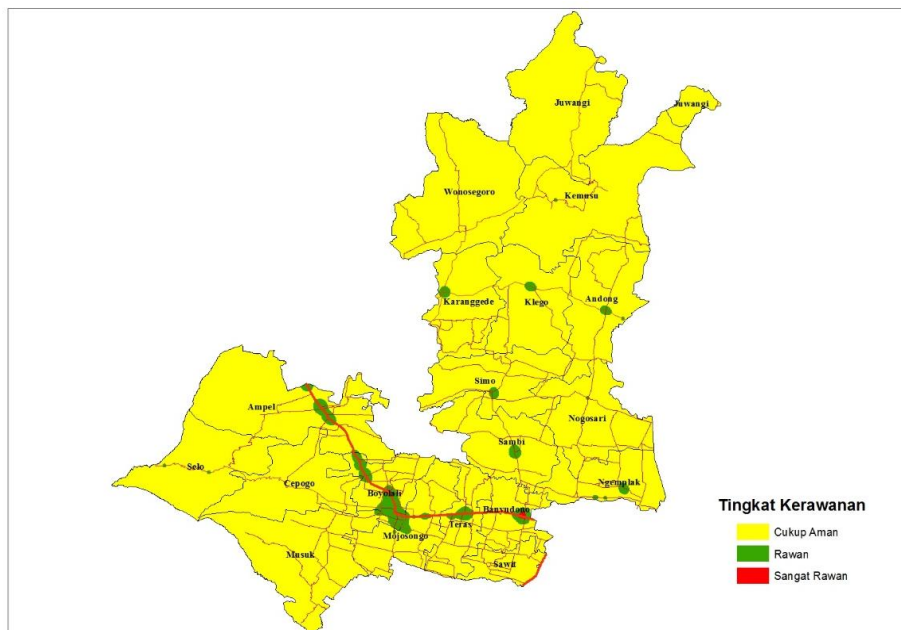 Juwangi
Juwangi
Wonosegoro
Kemusu
Karanggede
Klego
Andong
Simo
Ampel
Nogosari
Sambi
Selo
Cepogo
Ngemplak
Boyolali
Banyudono
Teras
Mojosongo
Musuk
Sawit
Tingkat Kerawanan
Cukup Aman
Rawan
Sangat Rawan